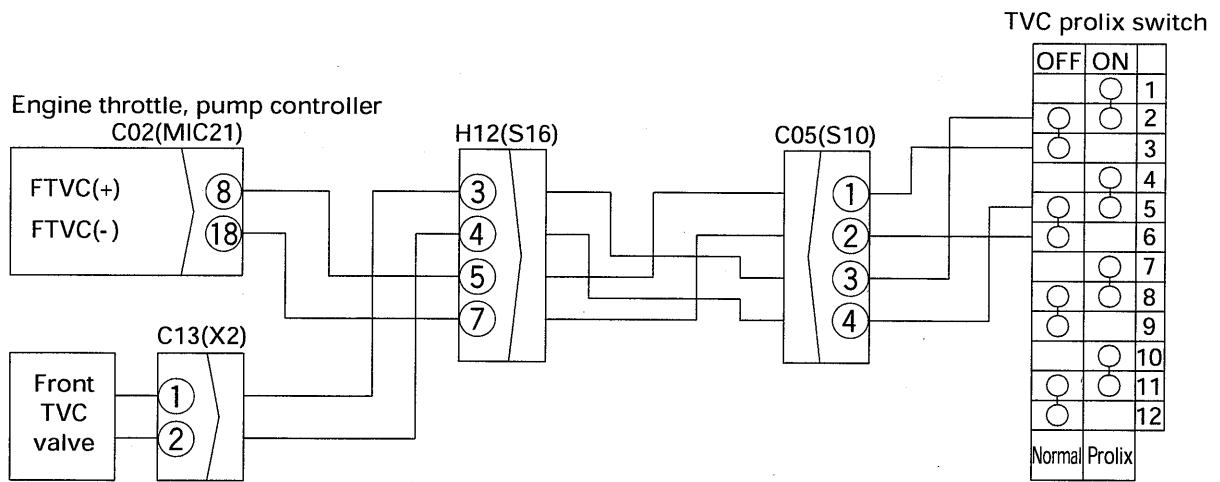 TVC prolix switch
OFF ON
1
2
3
4
5
6
7
8
9
10
11
12
Normal Prolix
Engine throttle, pump controller
C02(MIC21)
FTVC(+) 8
FTVC(-) 18
H12(S16)
3
4
5
7
C05(S10)
1
2
3
4
C13(X2)
1
2
Front
TVC
valve